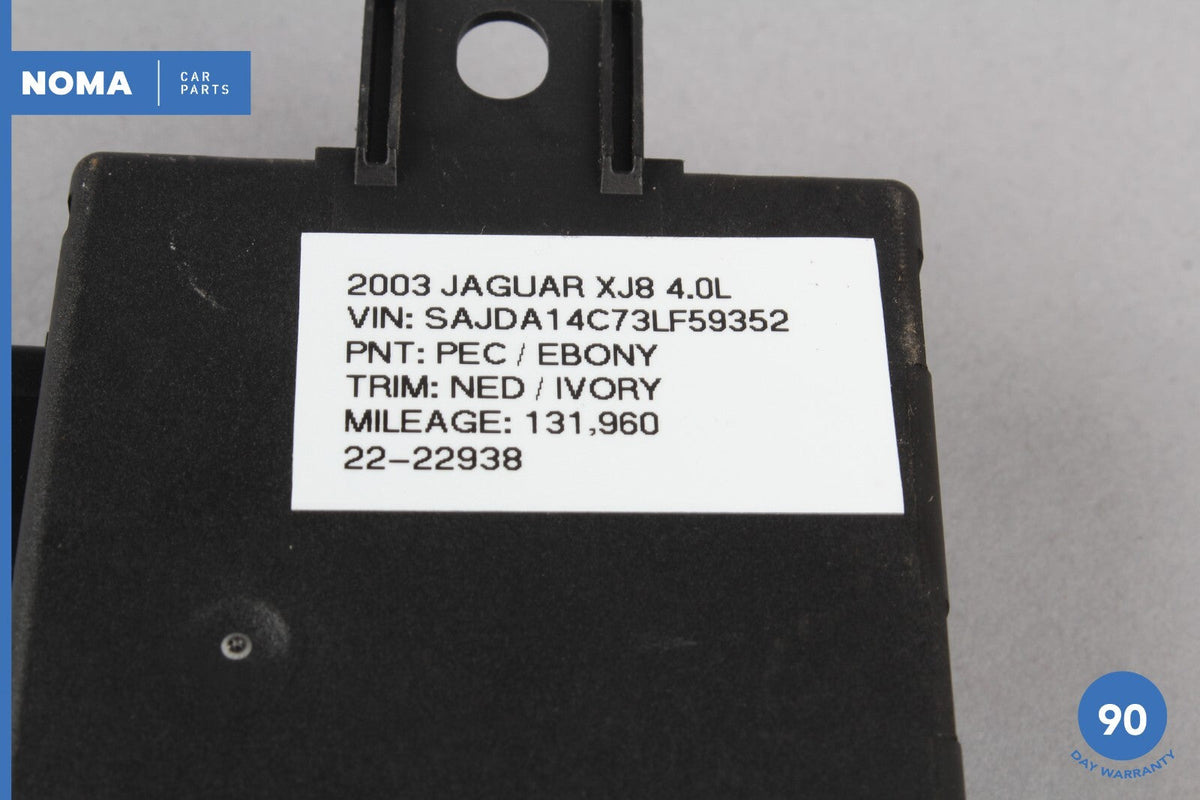 NOMA
CAR
PARTS
2003 JAGUAR XJ8 4.0L
VIN: SAJDA14C73LF59352
PNT: PEC / EBONY
TRIM: NED / IVORY
MILEAGE: 131,960
22-22938
90
DAY WARRANTY